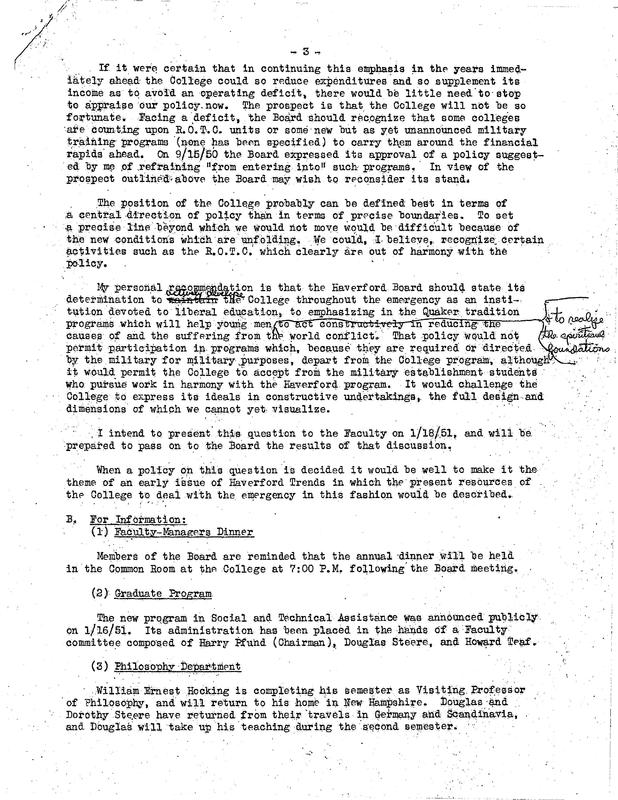 - 3 -
If it were certain that in continuing this emphasis in the years immed-
iately ahead the College could so reduce expenditures and so supplement its
income as to avoid an operating deficit, there would be little need to stop
to appraise our policy now. The prospect is that the College will not be so
fortunate. Facing a deficit, the Board should recognize that some colleges
are counting upon R.O.T.C. units or some new but as yet unannounced military
training programs (none has been specified) to carry them around the financial
rapids ahead. On 9/15/50 the Board expressed its approval of a policy suggest-
ed by me of refraining "from entering into" such programs. In view of the
prospect outlined above the Board may wish to reconsider its stand.
The position of the College probably can be defined best in terms of
a central direction of policy than in terms of precise boundaries. To set
a precise line beyond which we would not move would be difficult because of
the new conditions which are unfolding. We could, I believe, recognize certain
activities such as the R.O.T.C. which clearly are out of harmony with the
policy.
My personal recommendation is that the Haverford Board should state its
actively develop
determination to maintain the College throughout the emergency as an insti-
tution devoted to liberal education, to emphasizing in the Quaker tradition
programs which will help young men to act constructively in reducing the
& to realize
the spiritual
foundations
causes of and the suffering from the world conflict. That policy would not
permit participation in programs which, because they are required or directed
by the military for military purposes, depart from the College program, although
it would permit the College to accept from the military establishment students
who pursue work in harmony with the Haverford program. It would challenge the
College to express its ideals in constructive undertakings, the full design and
dimensions of which we cannot yet visualize.
I intend to present this question to the Faculty on 1/18/51, and will be
prepared to pass on to the Board the results of that discussion.
When a policy on this question is decided it would be well to make it the
theme of an early issue of Haverford Trends in which the present resources of
the College to deal with the emergency in this fashion would be described.
B. For Information:
(1) Faculty-Managers Dinner
Members of the Board are reminded that the annual dinner will be held
in the Common Room at the College at 7:00 P.M. following the Board meeting.
(2) Graduate Program
The new program in Social and Technical Assistance was announced publicly
on 1/16/51. Its administration has been placed in the hands of a Faculty
committee composed of Harry Pfund (Chairman), Douglas Steere, and Howard Teaf.
(3) Philosophy Department
William Ernest Hocking is completing his semester as Visiting Professor
of Philosophy, and will return to his home in New Hampshire. Douglas and
Dorothy Steere have returned from their travels in Germany and Scandinavia,
and Douglas will take up his teaching during the second semester.